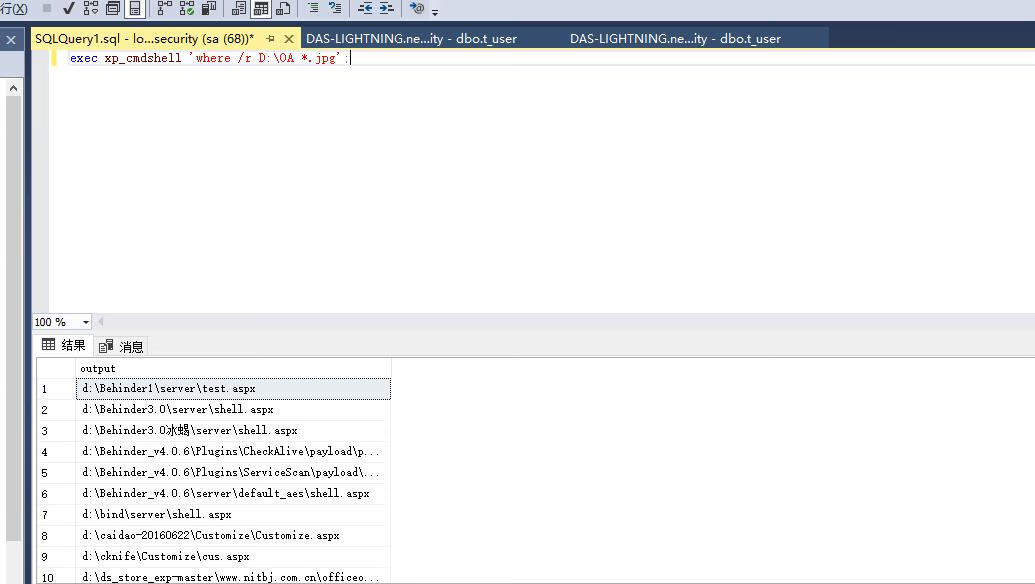 行(X)
SQLQuery1.sql - lo...security (sa (68))*
DAS-LIGHTNING.ne...ity - dbo.t_user
DAS-LIGHTNING.ne...ity - dbo.t_user
exec xp_cmdshell 'where /r D:\OA *.jpg';
100 %
结果
消息
output
1 d:\Behinder1\server\test.aspx
2 d:\Behinder3.0\server\shell.aspx
3 d:\Behinder3.0冰蝎\server\shell.aspx
4 d:\Behinder_v4.0.6\Plugins\CheckAlive\payload\p...
5 d:\Behinder_v4.0.6\Plugins\ServiceScan\payload\...
6 d:\Behinder_v4.0.6\server\default_aes\shell.aspx
7 d:\bind\server\shell.aspx
8 d:\caidao-20160622\Customize\Customize.aspx
9 d:\cknife\Customize\cus.aspx
10 d:\ds_store_exp-master\www.nitbj.com.cn\officeo...